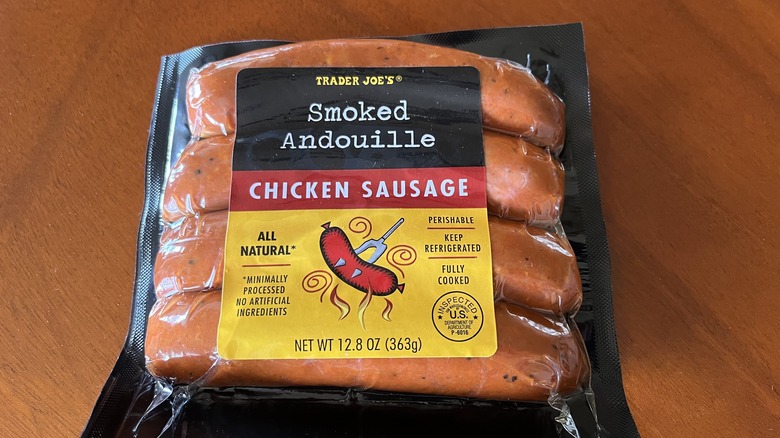 TRADER JOE'S®
Smoked
Andouille
CHICKEN SAUSAGE
ALL
NATURAL*
*MINIMALLY
PROCESSED
NO ARTIFICIAL
INGREDIENTS
PERISHABLE
KEEP
REFRIGERATED
FULLY
COOKED
INSPECTED
U.S.
DEPARTMENT OF
AGRICULTURE
P-6016
NET WT 12.8 OZ (363g)